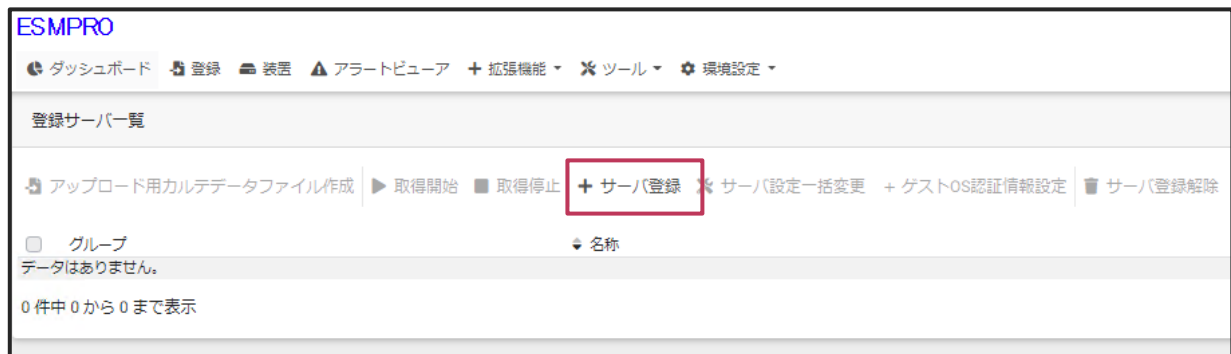 ESMPRO
ダッシュボード 登録 装置 アラートビューア + 拡張機能 ツール 環境設定
登録サーバ一覧
アップロード用カルテデータファイル作成 取得開始 取得停止 + サーバ登録 サーバ設定一括変更 + ゲストOS認証情報設定 サーバ登録解除
グループ 名称
データはありません。
0 件中 0 から 0 まで表示